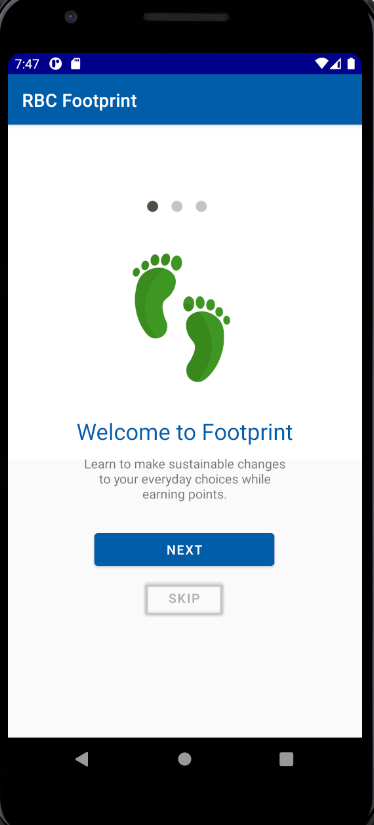 7:47
RBC Footprint
Welcome to Footprint
Learn to make sustainable changes
to your everyday choices while
earning points.
NEXT
SKIP